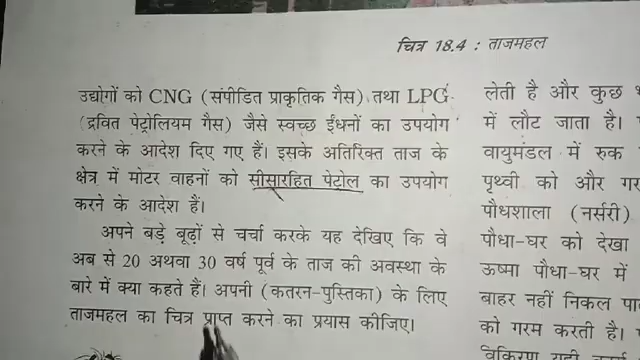 चित्र 18.4 : ताजमहल
उद्योगों को CNG (संपीडित प्राकृतिक गैस) तथा LPG
(द्रवित पेट्रोलियम गैस) जैसे स्वच्छ ईंधनों का उपयोग
करने के आदेश दिए गए हैं। इसके अतिरिक्त ताज के
क्षेत्र में मोटर वाहनों को सीसारहित पेट्रोल का उपयोग
करने के आदेश हैं।
अपने बड़े बूढ़ों से चर्चा करके यह देखिए कि वे
अब से 20 अथवा 30 वर्ष पूर्व के ताज की अवस्था के
बारे में क्या कहते हैं। अपनी (कतरन-पुस्तिका) के लिए
ताजमहल का चित्र प्राप्त करने का प्रयास कीजिए।
लेती है और कुछ
में लौट जाता है।
वायुमंडल में रुक
पृथ्वी को और
पौधशाला (नर्सरी)
पौधा-घर को देखा
ऊष्मा पौधा-घर में
बाहर नहीं निकल
को गरम करती है।
विकिरण